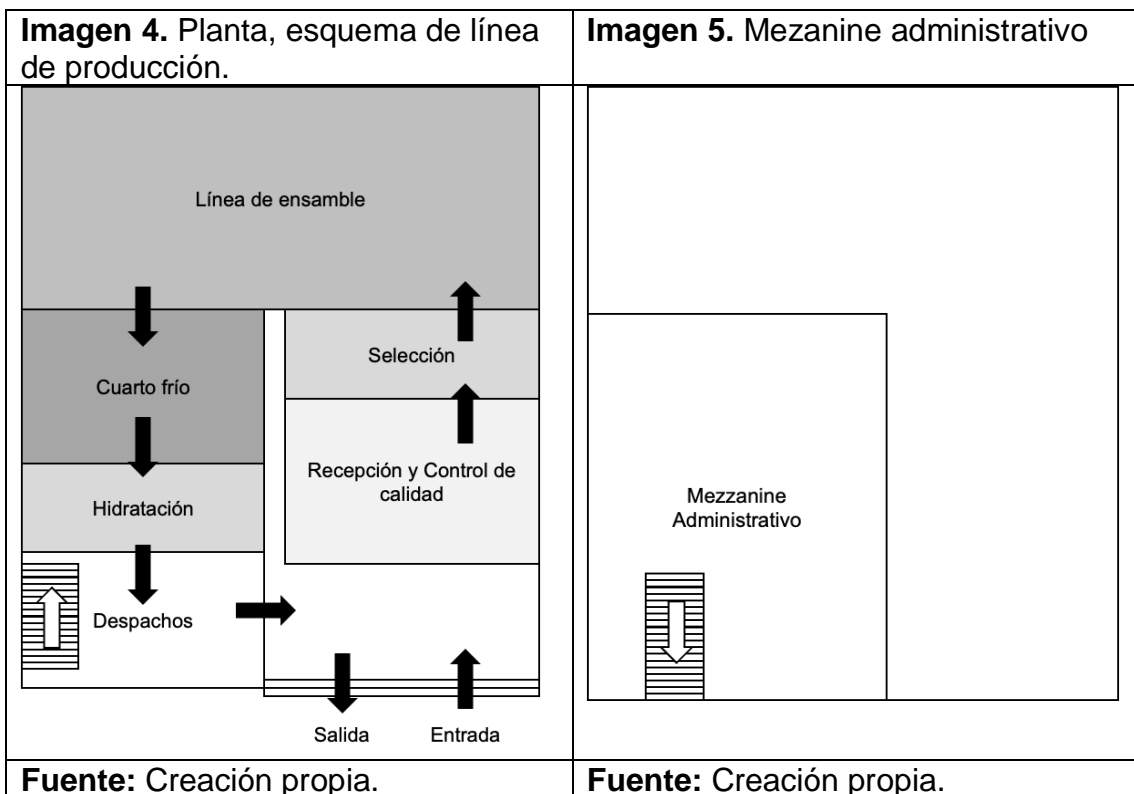 Imagen 4. Planta, esquema de línea
de producción.
Imagen 5. Mezanine administrativo
Línea de ensamble
Selección
Cuarto frío
Recepción y Control de
calidad
Hidratación
Despachos
Salida
Entrada
Mezzanine
Administrativo
Fuente: Creación propia.
Fuente: Creación propia.